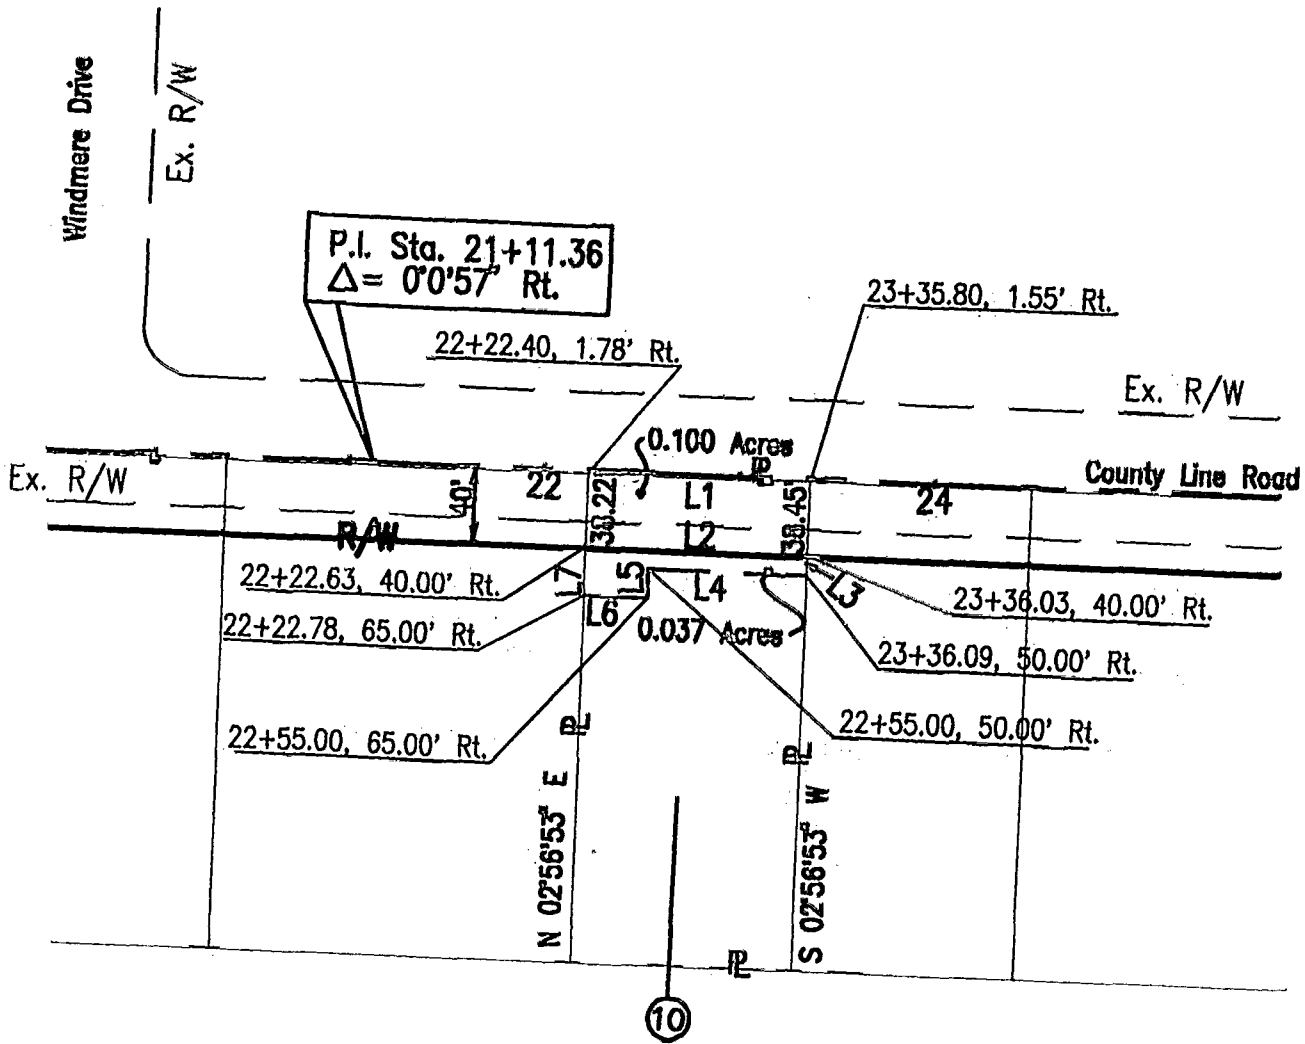 Windmere Drive
Ex. R/W
P.I. Sta. 21+11.36
Δ= 0°0'57" Rt.
23+35.80, 1.55' Rt.
22+22.40, 1.78' Rt.
Ex. R/W
0.100 Acres
PL
County Line Road
Ex. R/W
40'
22
38.22'
L1
38.45'
24
R/W
L2
22+22.63, 40.00' Rt.
L7
L5
L4
L3
23+36.03, 40.00' Rt.
L6
22+22.78, 65.00' Rt.
0.037 Acres
23+36.09, 50.00' Rt.
22+55.00, 65.00' Rt.
22+55.00, 50.00' Rt.
PL
PL
N 02°56'53" E
S 02°56'53" W
PL
10